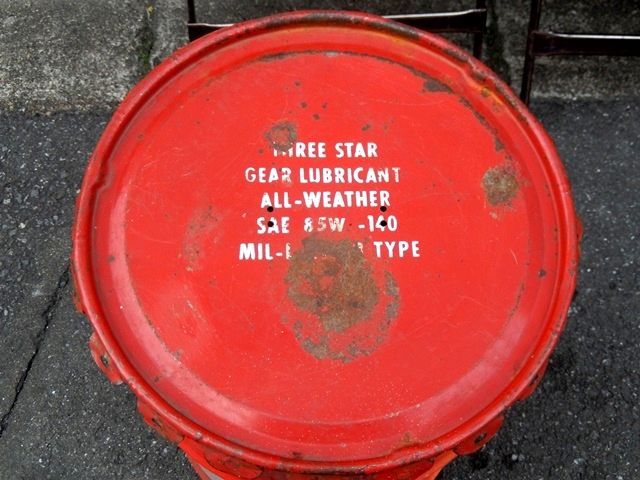 THREE STAR
GEAR LUBRICANT
ALL-WEATHER
SAE 85W-140
TYPE